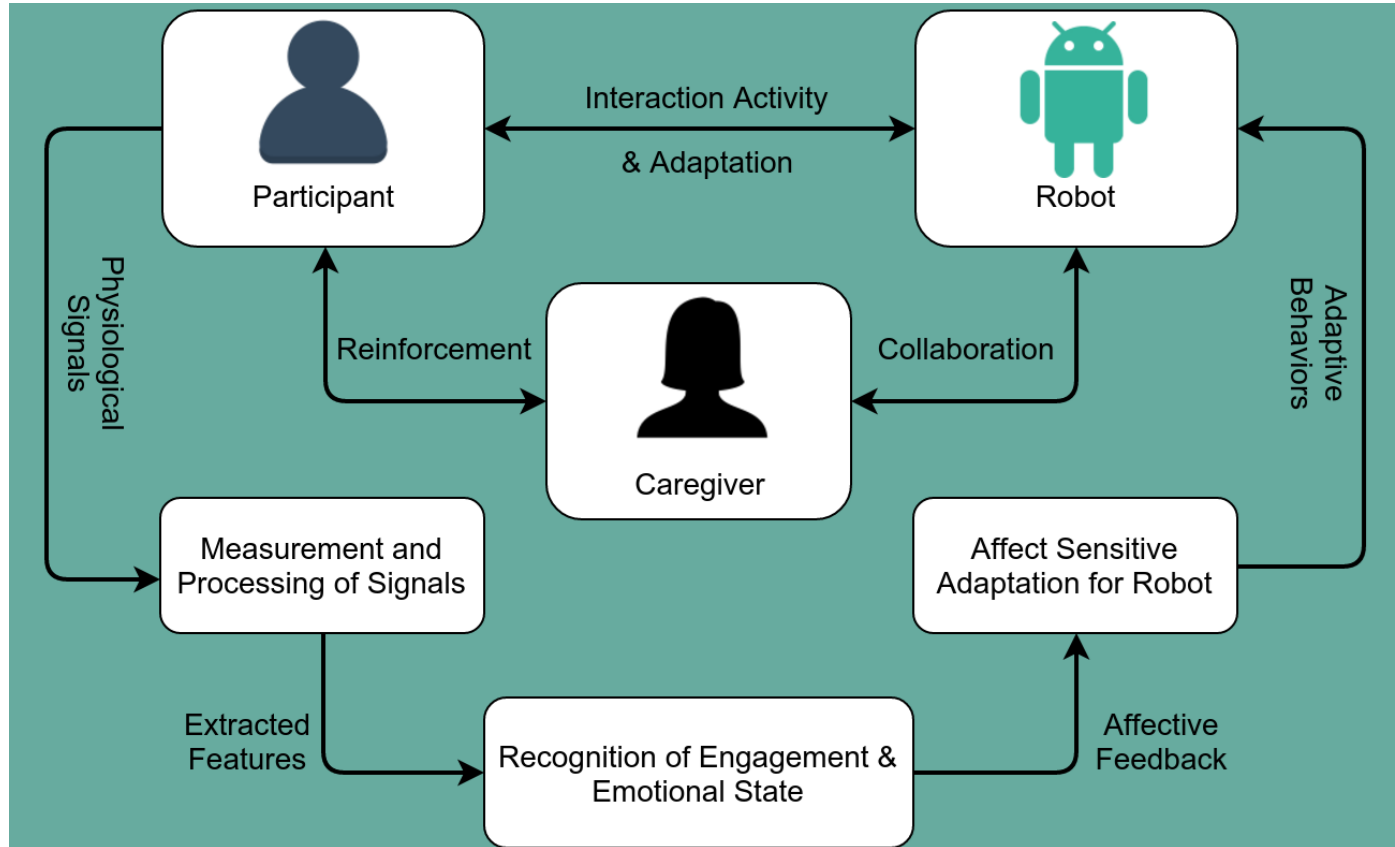 Interaction Activity
& Adaptation
Participant
Robot
Physiological
Signals
Reinforcement
Collaboration
Adaptive
Behaviors
Caregiver
Measurement and
Processing of Signals
Affect Sensitive
Adaptation for Robot
Extracted
Features
Recognition of Engagement &
Emotional State
Affective
Feedback